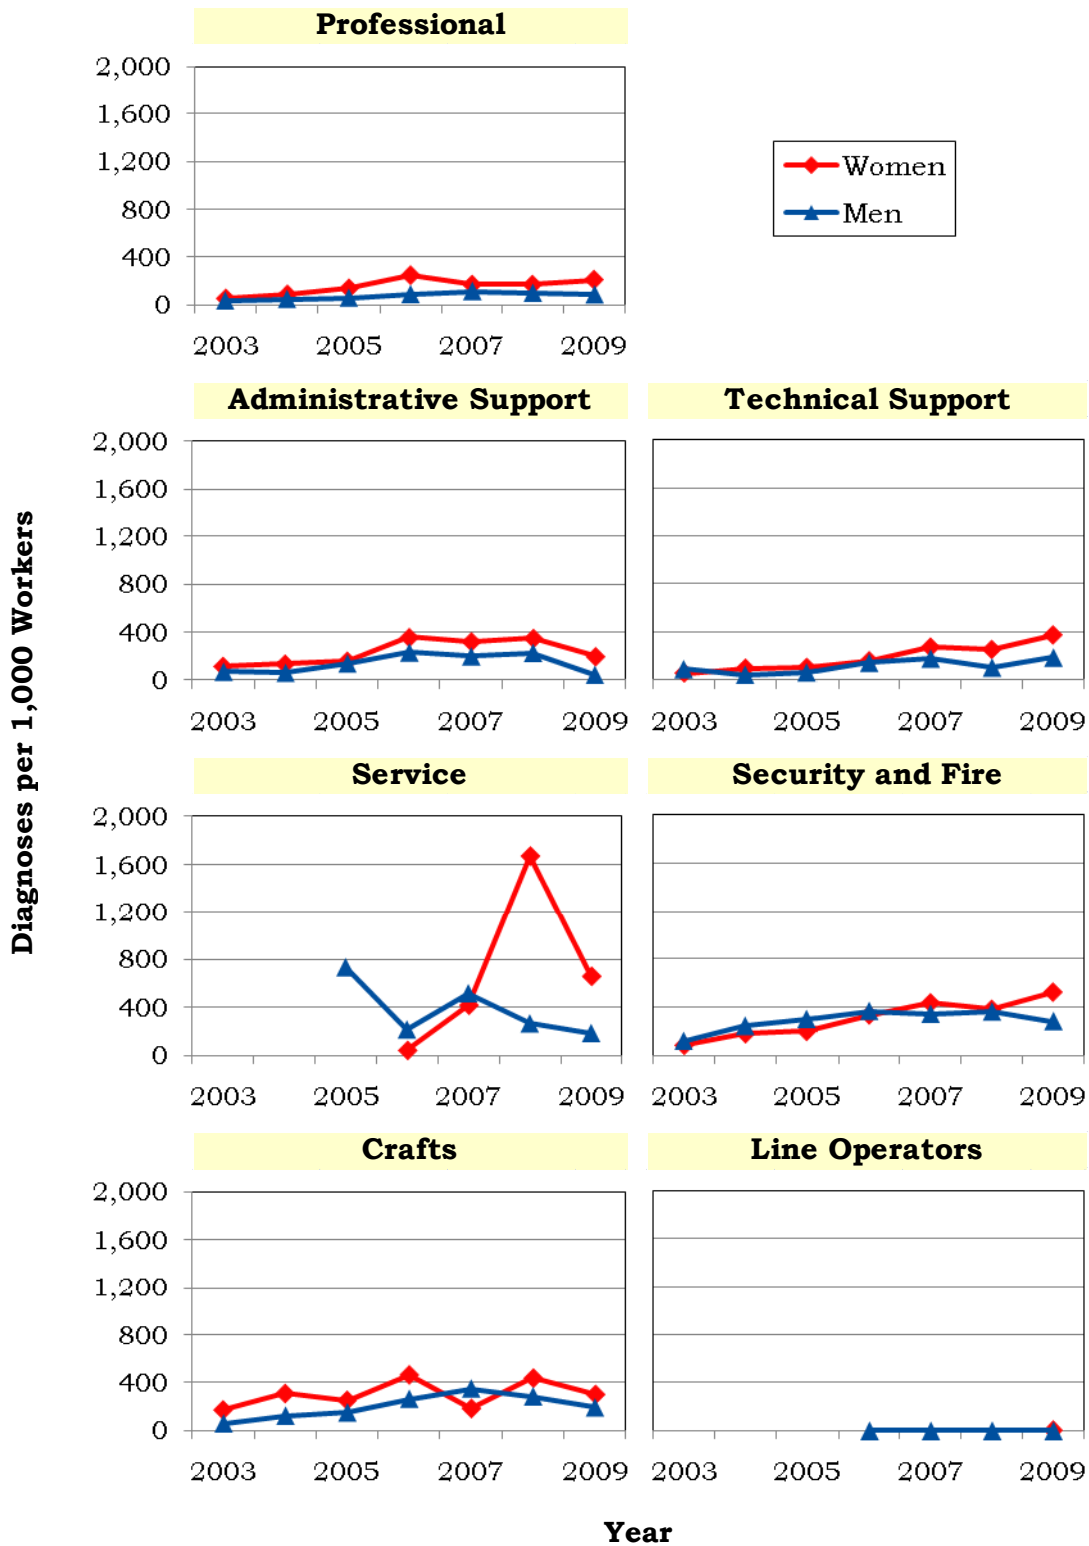 Professional
2,000
1,600
1,200
800
400
0
2003 2005 2007 2009
Women
Men
Administrative Support
2,000
1,600
1,200
800
400
0
2003 2005 2007 2009
Technical Support
2003 2005 2007 2009
Diagnoses per 1,000 Workers
Service
2,000
1,600
1,200
800
400
0
2003 2005 2007 2009
Security and Fire
2003 2005 2007 2009
Crafts
2,000
1,600
1,200
800
400
0
2003 2005 2007 2009
Line Operators
2003 2005 2007 2009
Year